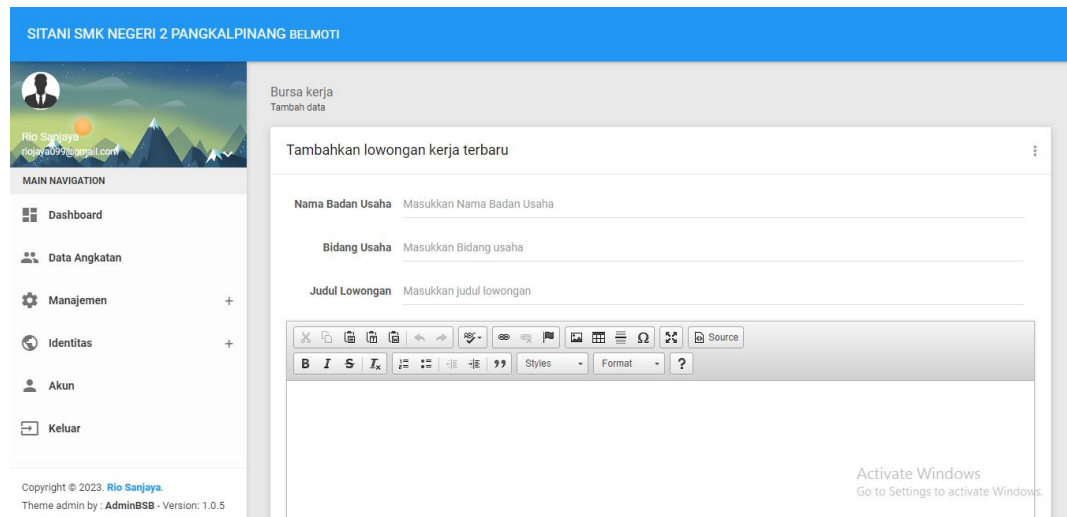 SITANI SMK NEGERI 2 PANGKALPINANG BELMOTI
Rio Sanjaya
riojaya099@gmail.com
MAIN NAVIGATION
Dashboard
Data Angkatan
Manajemen +
Identitas +
Akun
Keluar
Copyright © 2023. Rio Sanjaya.
Theme admin by : AdminBSB - Version: 1.0.5
Bursa kerja
Tambah data
Tambahkan lowongan kerja terbaru
Nama Badan Usaha Masukkan Nama Badan Usaha
Bidang Usaha Masukkan Bidang usaha
Judul Lowongan Masukkan judul lowongan
Ω Source
B I S Ix Styles Format ?
Activate Windows
Go to Settings to activate Windows.